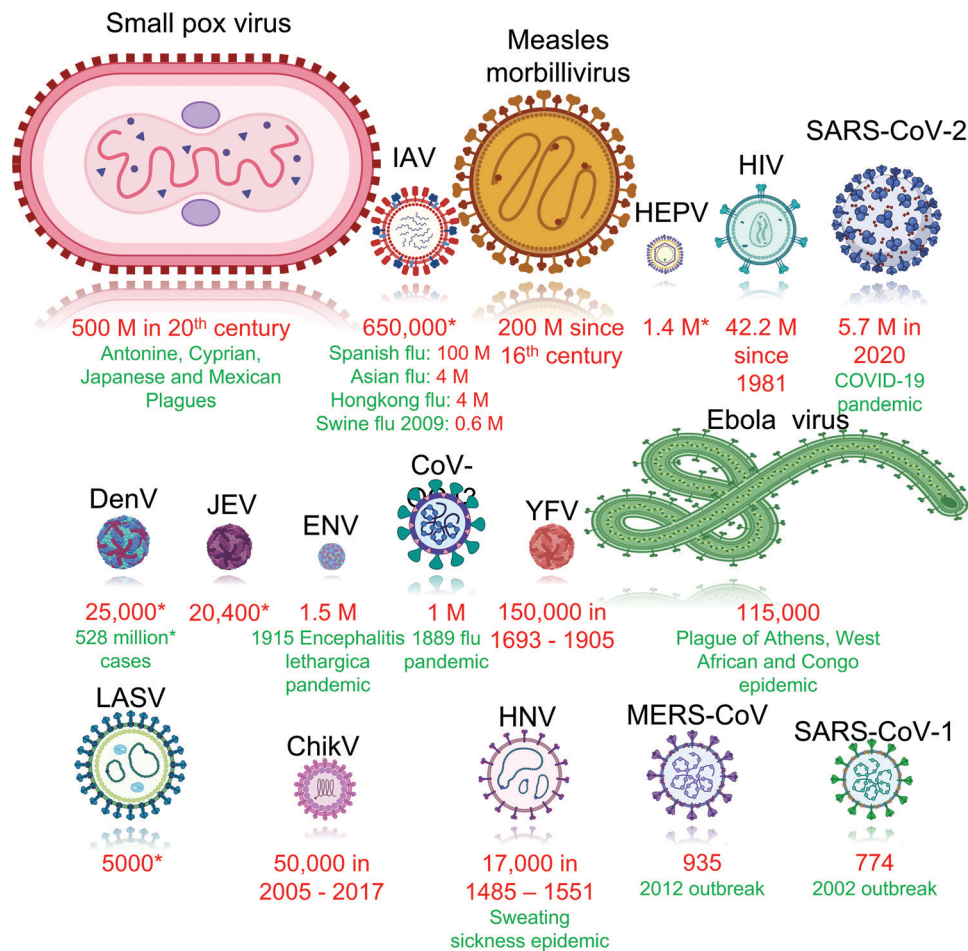 Small pox virus
Measles
morbillivirus
IAV
HEPV
HIV
SARS-CoV-2
500 M in 20th century
Antonine, Cyprian,
Japanese and Mexican
Plagues
650,000*
Spanish flu: 100 M
Asian flu: 4 M
Hongkong flu: 4 M
Swine flu 2009: 0.6 M
200 M since
16th century
1.4 M*
42.2 M
since
1981
5.7 M in
2020
COVID-19
pandemic
DenV
JEV
ENV
CoV-
YFV
Ebola virus
25,000*
528 million*
cases
20,400*
1.5 M
1915 Encephalitis
lethargica
pandemic
1 M
1889 flu
pandemic
150,000 in
1693 - 1905
115,000
Plague of Athens, West
African and Congo
epidemic
LASV
ChikV
HNV
MERS-CoV
SARS-CoV-1
5000*
50,000 in
2005 - 2017
17,000 in
1485 – 1551
Sweating
sickness epidemic
935
2012 outbreak
774
2002 outbreak